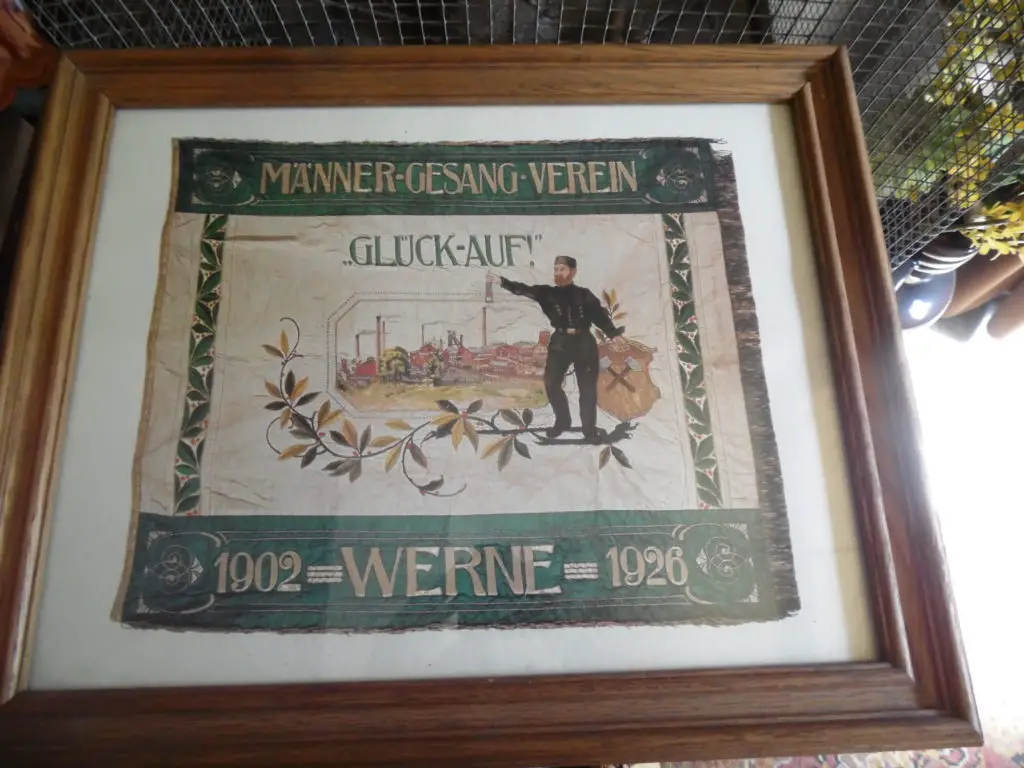 MÄNNER-GESANG-VEREIN
„GLÜCK-AUF!"
1902 = WERNE = 1926